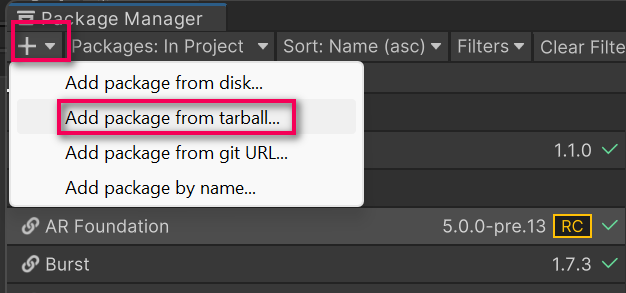 Package Manager
+ Packages: In Project Sort: Name (asc) Filters Clear Filte
Add package from disk...
Add package from tarball...
Add package from git URL...
1.1.0
Add package by name...
AR Foundation 5.0.0-pre.13 RC
Burst 1.7.3